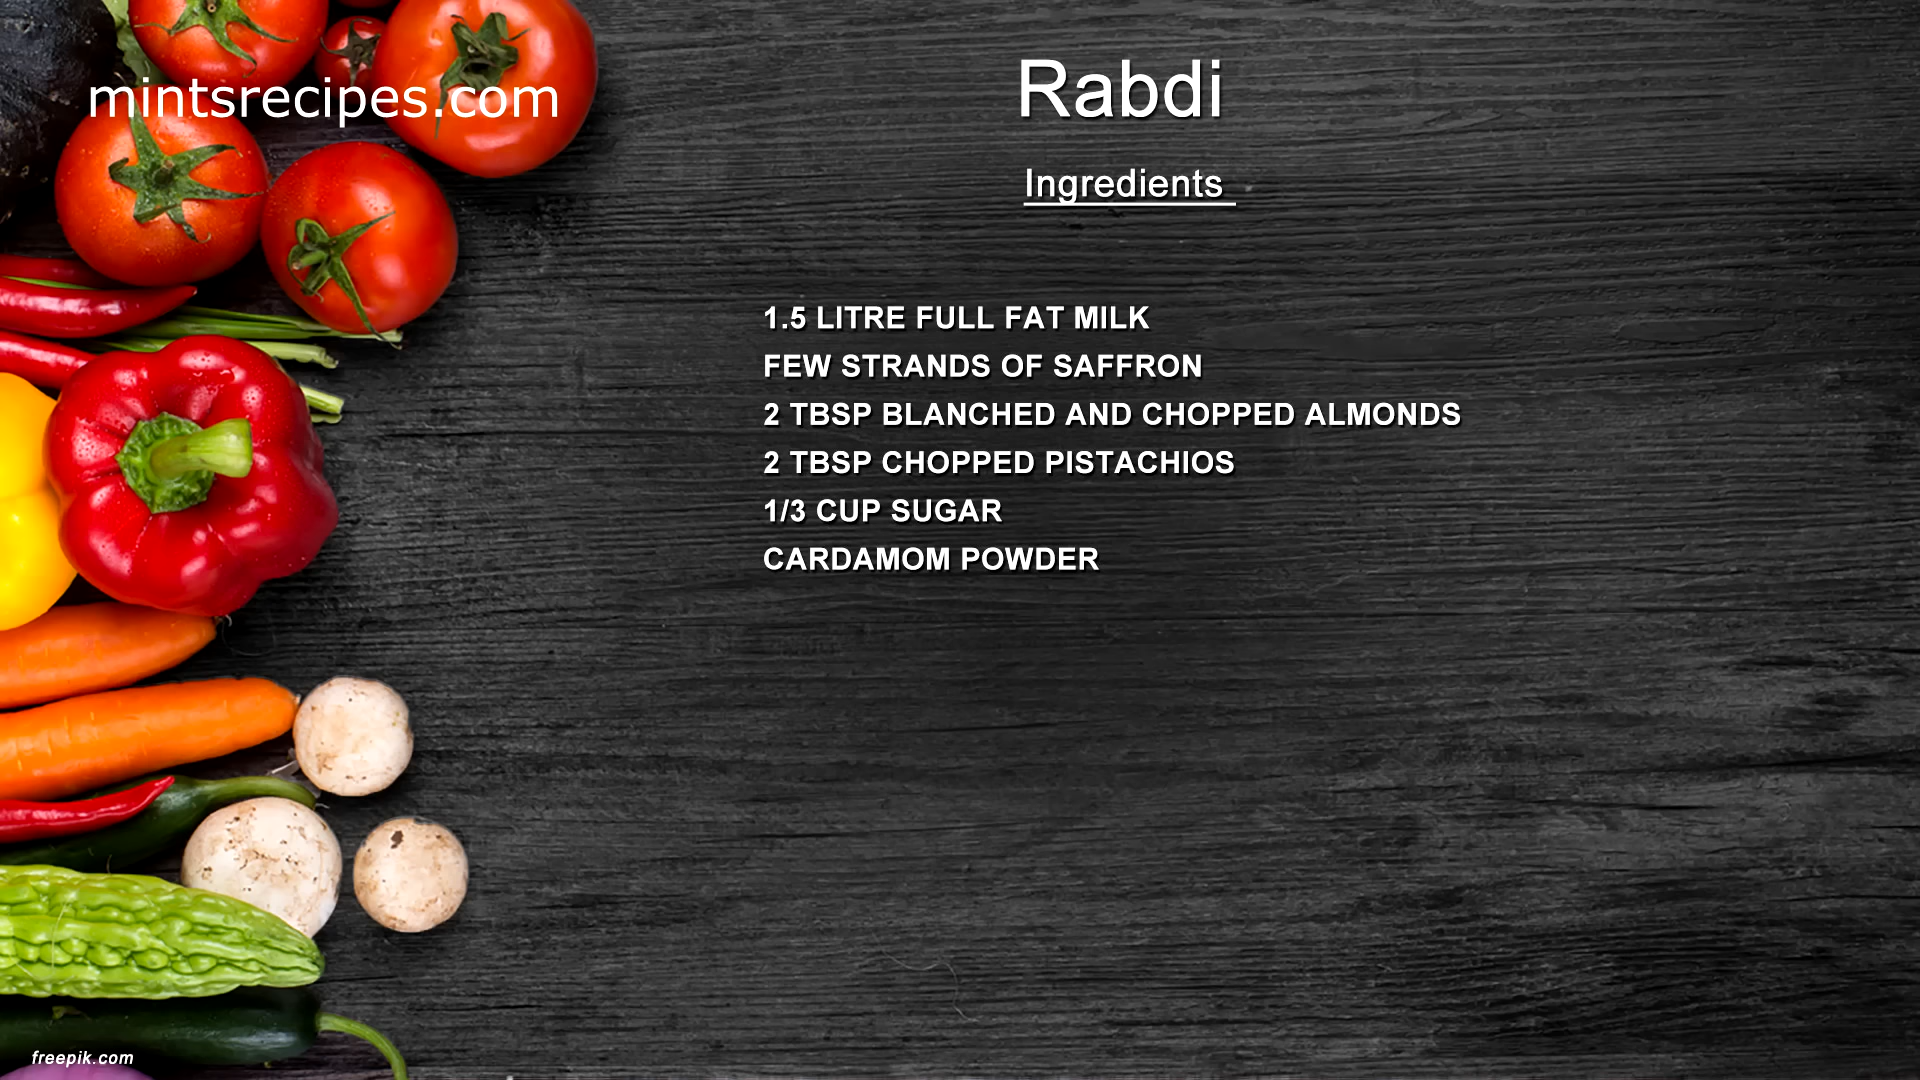 mintsrecipes.com
Rabdi
Ingredients
1.5 LITRE FULL FAT MILK
FEW STRANDS OF SAFFRON
2 TBSP BLANCHED AND CHOPPED ALMONDS
2 TBSP CHOPPED PISTACHIOS
1/3 CUP SUGAR
CARDAMOM POWDER
freepik.com